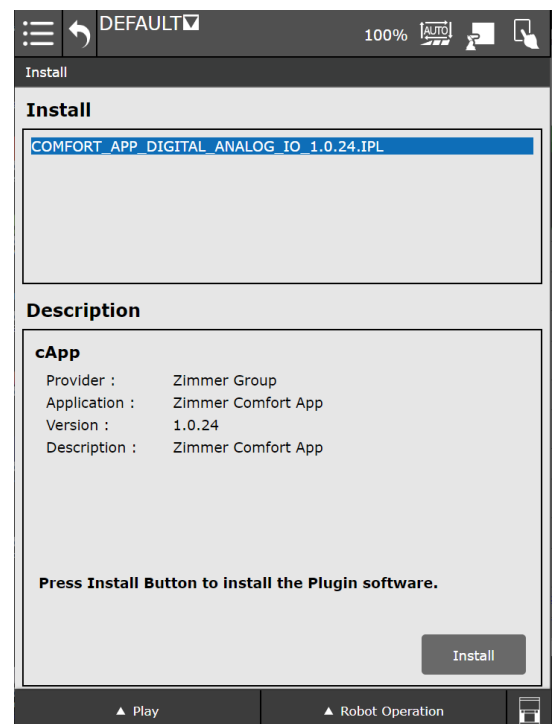 DEFAULT
100% AUTO
Install
Install
COMFORT_APP_DIGITAL_ANALOG_IO_1.0.24.IPL
Description
cApp
Provider : Zimmer Group
Application : Zimmer Comfort App
Version : 1.0.24
Description : Zimmer Comfort App
Press Install Button to install the Plugin software.
Install
▲ Play ▲ Robot Operation